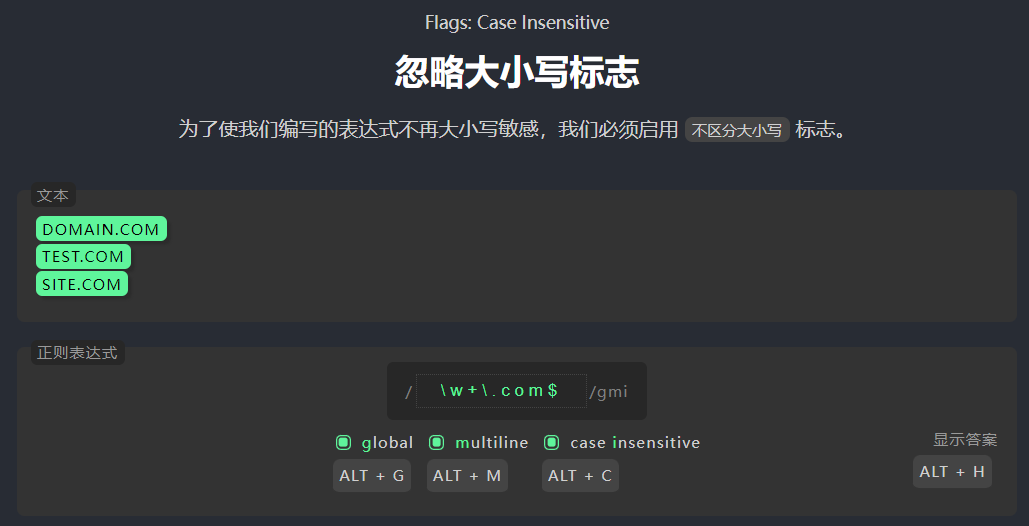 Flags: Case Insensitive
忽略大小写标志
为了使我们编写的表达式不再大小写敏感，我们必须启用 不区分大小写 标志。
文本
DOMAIN.COM
TEST.COM
SITE.COM
正则表达式
/ \w+\.com$ /gmi
global multiline case insensitive
显示答案
ALT + G ALT + M ALT + C ALT + H